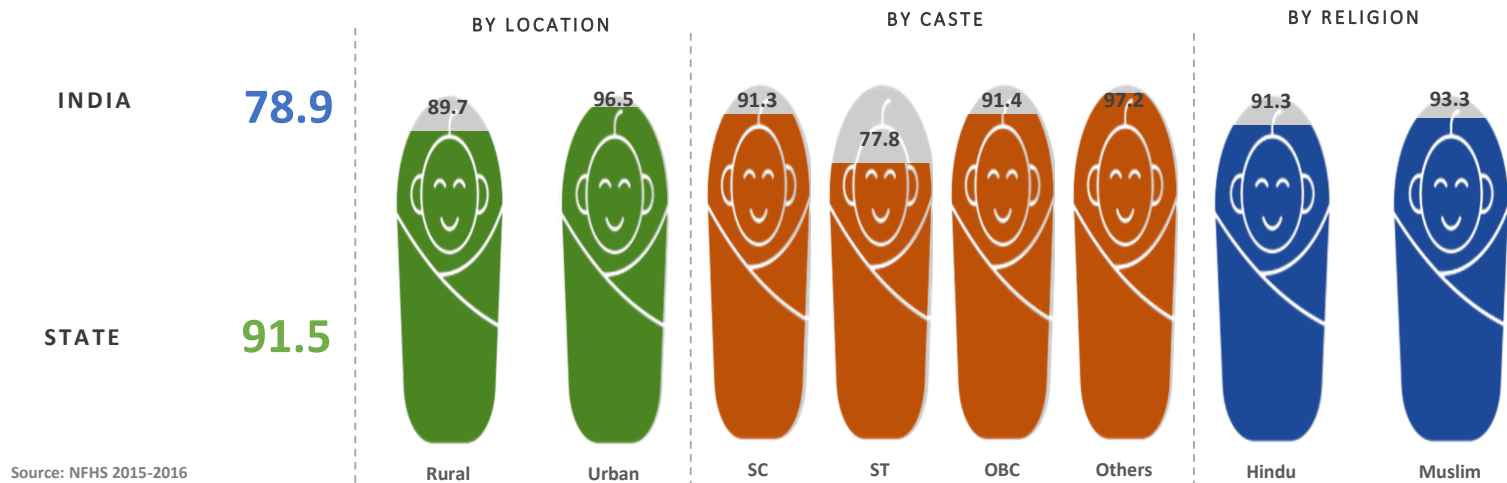 INDIA
78.9
STATE
91.5
Source: NFHS 2015-2016
BY LOCATION
89.7
96.5
Rural
Urban
BY CASTE
91.3
77.8
91.4
97.2
SC
ST
OBC
Others
BY RELIGION
91.3
93.3
Hindu
Muslim